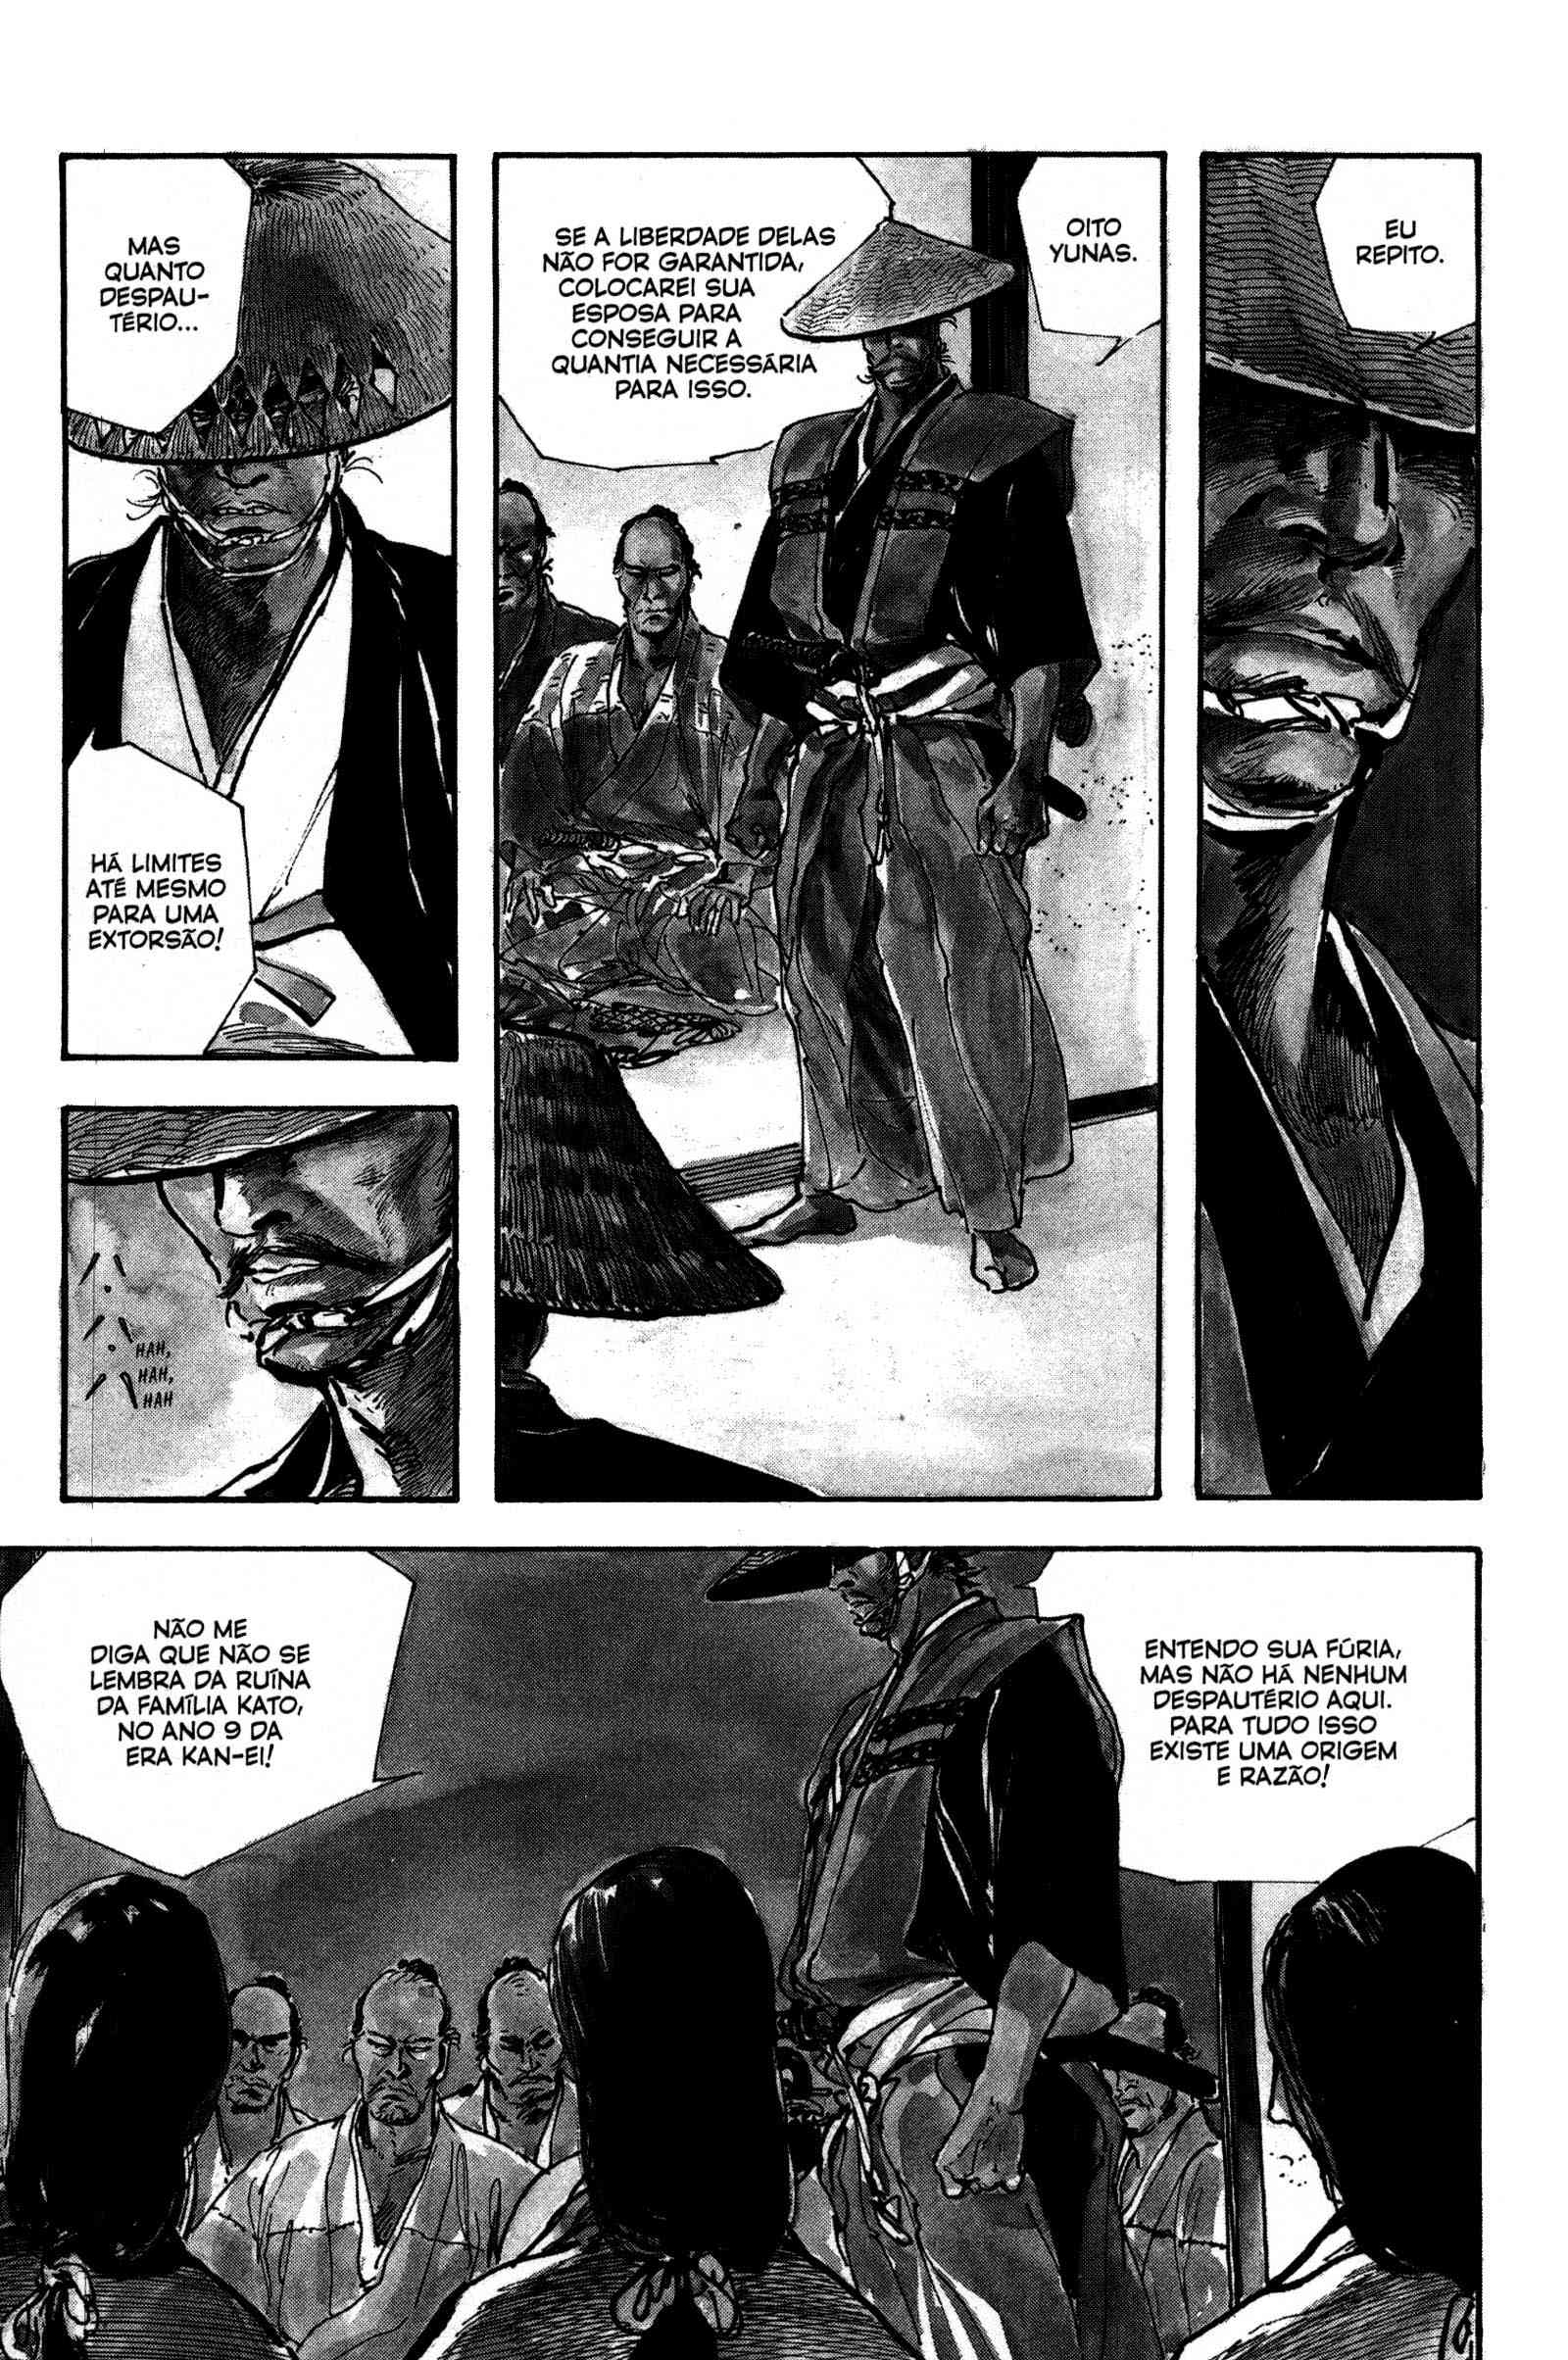 EU
REPITO.
OITO
YUNAS.
SE A LIBERDADE DELAS
NÃO FOR GARANTIDA,
COLOCAREI SUA
ESPOSA PARA
CONSEGUIR A
QUANTIA NECESSÁRIA
PARA ISSO.
MAS
QUANTO
DESPAU-
TÉRIO...
HÁ LIMITES
ATÉ MESMO
PARA UMA
EXTORSÃO!
HAH,
HAH,
HAH
ENTENDO SUA FÚRIA,
MAS NÃO HÁ NENHUM
DESPAUTÉRIO AQUI.
PARA TUDO ISSO
EXISTE UMA ORIGEM
E RAZÃO!
NÃO ME
DIGA QUE NÃO SE
LEMBRA DA RUÍNA
DA FAMÍLIA KATO,
NO ANO 9 DA
ERA KAN-EI!